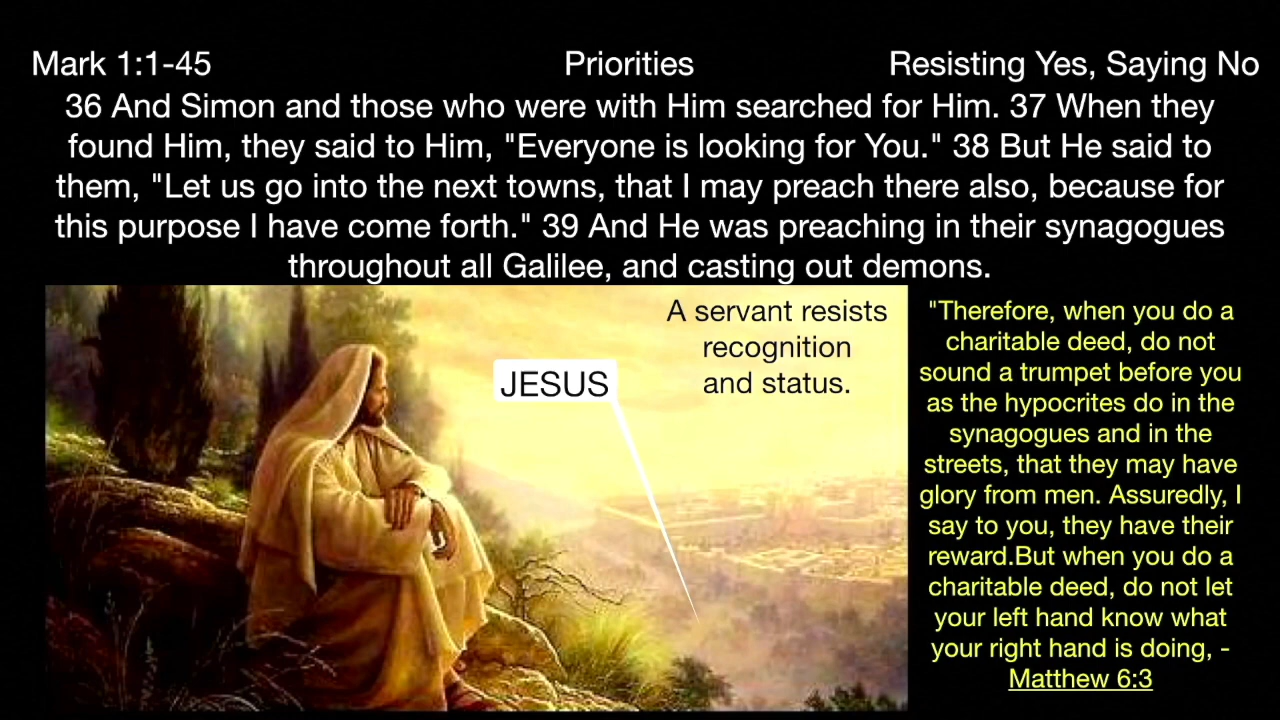 Mark 1:1-45 Priorities Resisting Yes, Saying No
36 And Simon and those who were with Him searched for Him. 37 When they
found Him, they said to Him, "Everyone is looking for You." 38 But He said to
them, "Let us go into the next towns, that I may preach there also, because for
this purpose I have come forth." 39 And He was preaching in their synagogues
throughout all Galilee, and casting out demons.
A servant resists
recognition
and status.
JESUS
"Therefore, when you do a
charitable deed, do not
sound a trumpet before you
as the hypocrites do in the
synagogues and in the
streets, that they may have
glory from men. Assuredly, I
say to you, they have their
reward.But when you do a
charitable deed, do not let
your left hand know what
your right hand is doing, -
Matthew 6:3